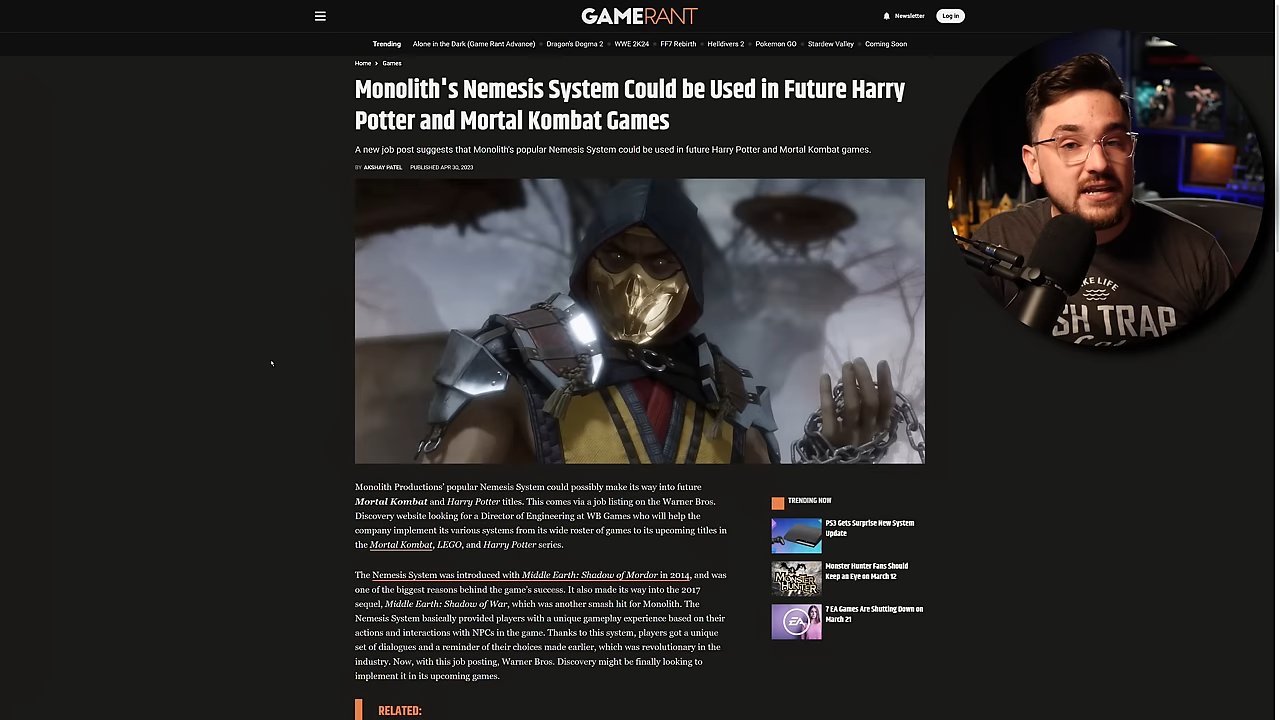 GAMERANT
Newsletter
Log in
Trending
Alone in the Dark (Game Rant Advance)
Dragon's Dogma 2
WWE 2K24
FF7 Rebirth
Helldivers 2
Pokemon GO
Stardew Valley
Coming Soon
Home
Games
Monolith's Nemesis System Could be Used in Future Harry
Potter and Mortal Kombat Games
A new job post suggests that Monolith's popular Nemesis System could be used in future Harry Potter and Mortal Kombat games.
BY AKSHAY PATEL PUBLISHED APR 30, 2023
KE LIFE
SH TRAP
Monolith Productions' popular Nemesis System could possibly make its way into future
Mortal Kombat and Harry Potter titles. This comes via a job listing on the Warner Bros.
Discovery website looking for a Director of Engineering at WB Games who will help the
company implement its various systems from its wide roster of games to its upcoming titles in
the Mortal Kombat, LEGO, and Harry Potter series.
The Nemesis System was introduced with Middle Earth: Shadow of Mordor in 2014, and was
one of the biggest reasons behind the game's success. It also made its way into the 2017
sequel, Middle Earth: Shadow of War, which was another smash hit for Monolith. The
Nemesis System basically provided players with a unique gameplay experience based on their
actions and interactions with NPCs in the game. Thanks to this system, players got a unique
set of dialogues and a reminder of their choices made earlier, which was revolutionary in the
industry. Now, with this job posting, Warner Bros. Discovery might be finally looking to
implement it in its upcoming games.
RELATED:
TRENDING NOW
PS3 Gets Surprise New System
Update
MONSTER HUNTER
Monster Hunter Fans Should
Keep an Eye on March 12
EA
7 EA Games Are Shutting Down on
March 21